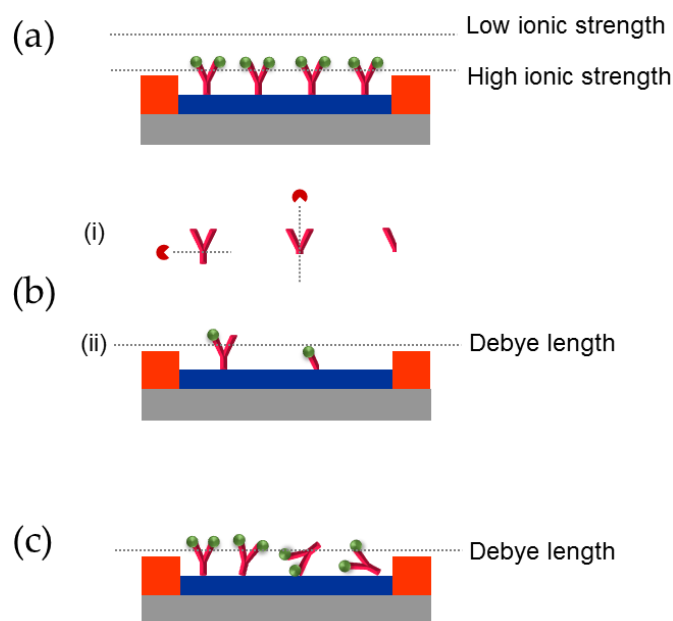 (a)
Low ionic strength
High ionic strength
(i)
(b)
(ii)
Debye length
(c)
Debye length